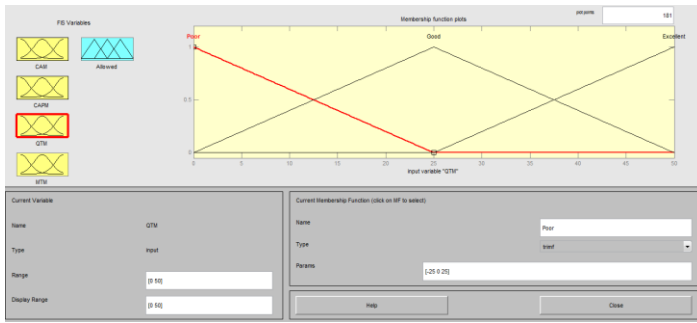 FIS Variables
CAM
Allowed
CAPM
QTM
MTM
Membership function plots
plot points:
181
Poor
Good
Excellent
1
0.5
0
0 5 10 15 20 25 30 35 40 45 50
input variable "QTM"
Current Variable
Name QTM
Type input
Range [0 50]
Display Range [0 50]
Current Membership Function (click on MF to select)
Name Poor
Type trimf
Params [-25 0 25]
Help
Close